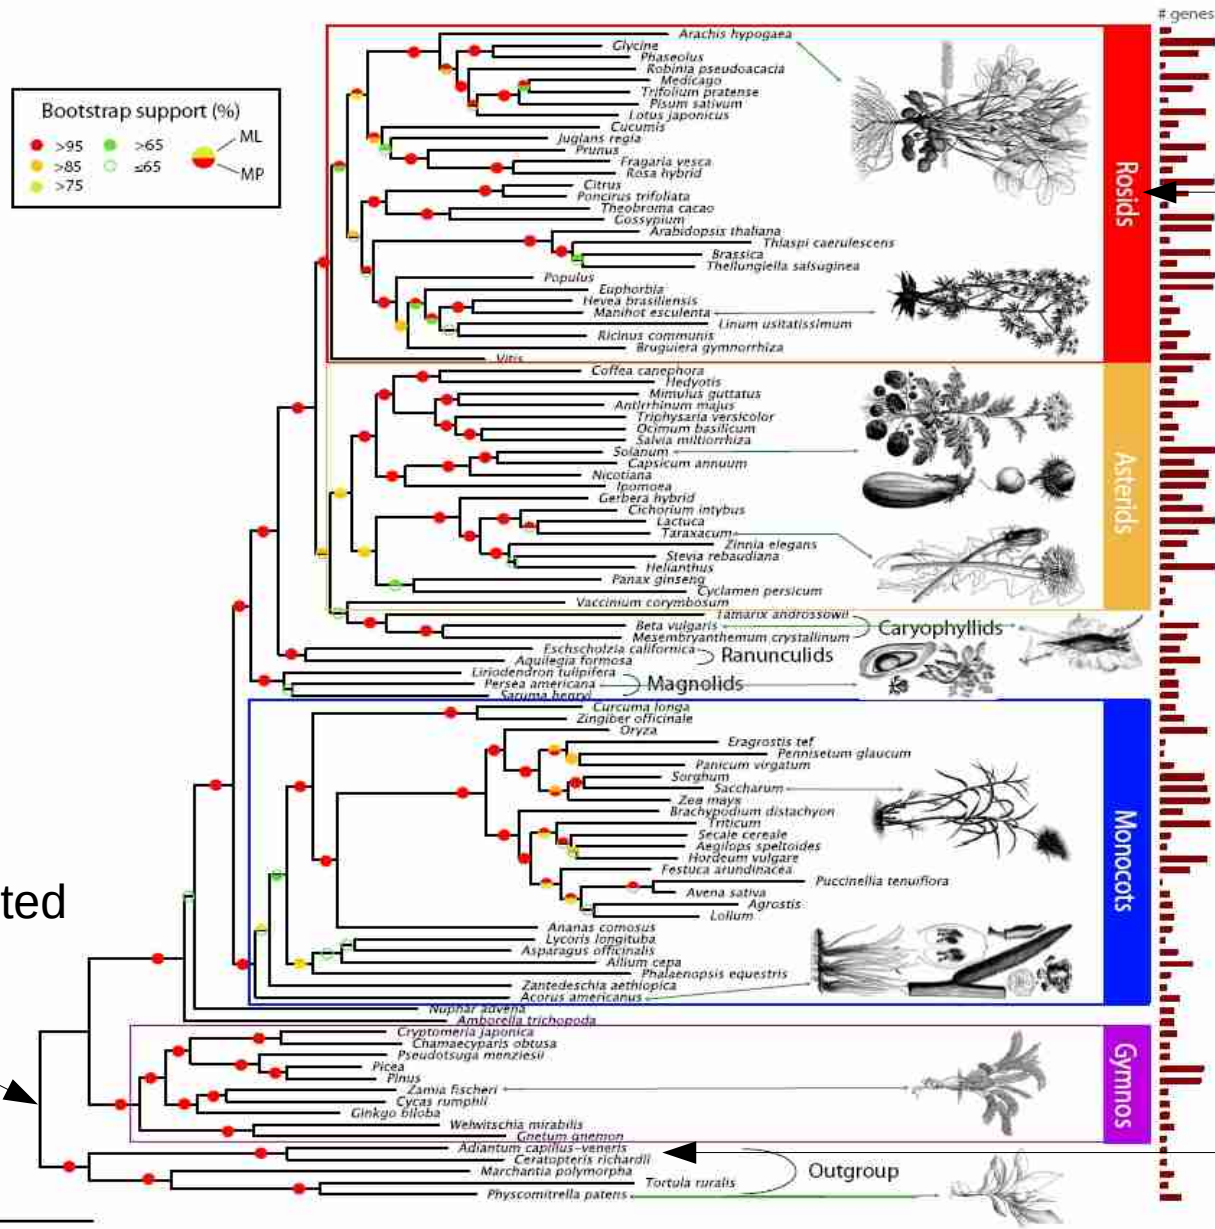 # genes
Bootstrap support (%)
>95 >65 ML
>85 ≤65 MP
>75
Arachis hypogaea
Glycine
Phaseolus
Robinia pseudoacacia
Medicago
Trifolium pratense
Pisum sativum
Lotus japonicus
Cucumis
Juglans regia
Prunus
Fragaria vesca
Rosa hybrid
Citrus
Poncirus trifoliata
Theobroma cacao
Gossypium
Arabidopsis thaliana
Thlaspi caerulescens
Brassica
Thellungiella salsuginea
Populus
Euphorbia
Hevea brasiliensis
Manihot esculenta
Linum usitatissimum
Ricinus communis
Bruguiera gymnorrhiza
Vitis
Rosids
Coffea canephora
Hedyotis
Mimulus guttatus
Antirrhinum majus
Triphysaria versicolor
Ocimum basilicum
Salvia miltiorrhiza
Solanum
Capsicum annuum
Nicotiana
Ipomoea
Gerbera hybrid
Cichorium intybus
Lactuca
Taraxacum
Zinnia elegans
Stevia rebaudiana
Helianthus
Panax ginseng
Cyclamen persicum
Vaccinium corymbosum
Asterids
Tamarix androssowii
Beta vulgaris
Mesembryanthemum crystallinum
Caryophyllids
Eschscholzia californica
Aquilegia formosa
Ranunculids
Liriodendron tulipifera
Persea americana
Saruma henryi
Magnolids
Curcuma longa
Zingiber officinale
Oryza
Eragrostis tef
Pennisetum glaucum
Panicum virgatum
Sorghum
Saccharum
Zea mays
Brachypodium distachyon
Triticum
Secale cereale
Aegilops speltoides
Hordeum vulgare
Festuca arundinacea
Puccinellia tenuiflora
Avena sativa
Agrostis
Lolium
Ananas comosus
Lycoris longituba
Asparagus officinalis
Allium cepa
Phalaenopsis equestris
Zantedeschia aethiopica
Acorus americanus
Monocots
ted
Nuphar advena
Amborella trichopoda
Cryptomeria japonica
Chamaecyparis obtusa
Pseudotsuga menziesii
Picea
Pinus
Zamia fischeri
Cycas rumphii
Ginkgo biloba
Welwitschia mirabilis
Gnetum gnemon
Gymnos
Adiantum capillus-veneris
Ceratopteris richardii
Marchantia polymorpha
Tortula ruralis
Physcomitrella patens
Outgroup